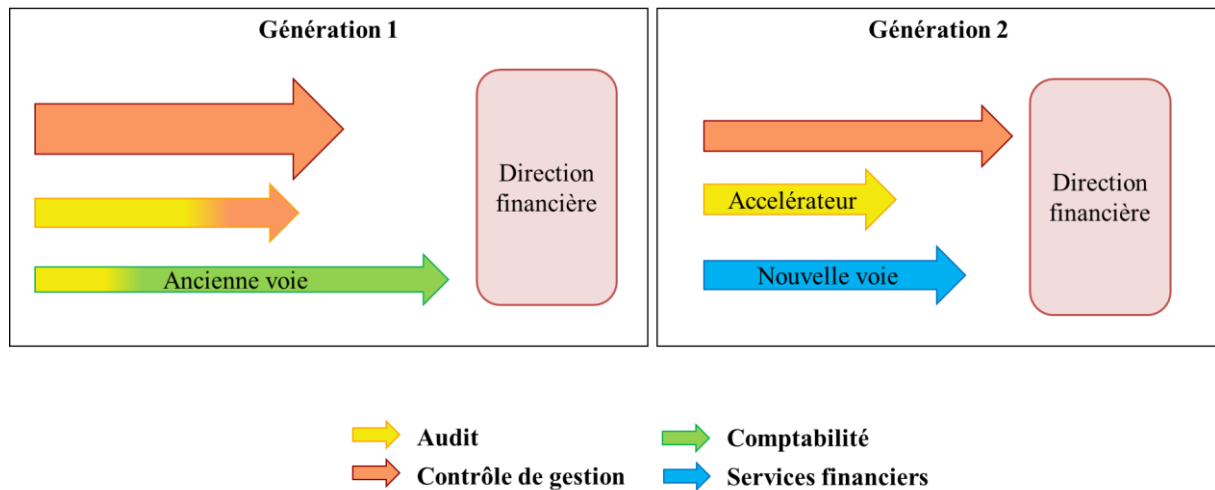 Génération 1
Direction
financière
Ancienne voie
Génération 2
Direction
financière
Accelérateur
Nouvelle voie
Audit
Comptabilité
Contrôle de gestion
Services financiers